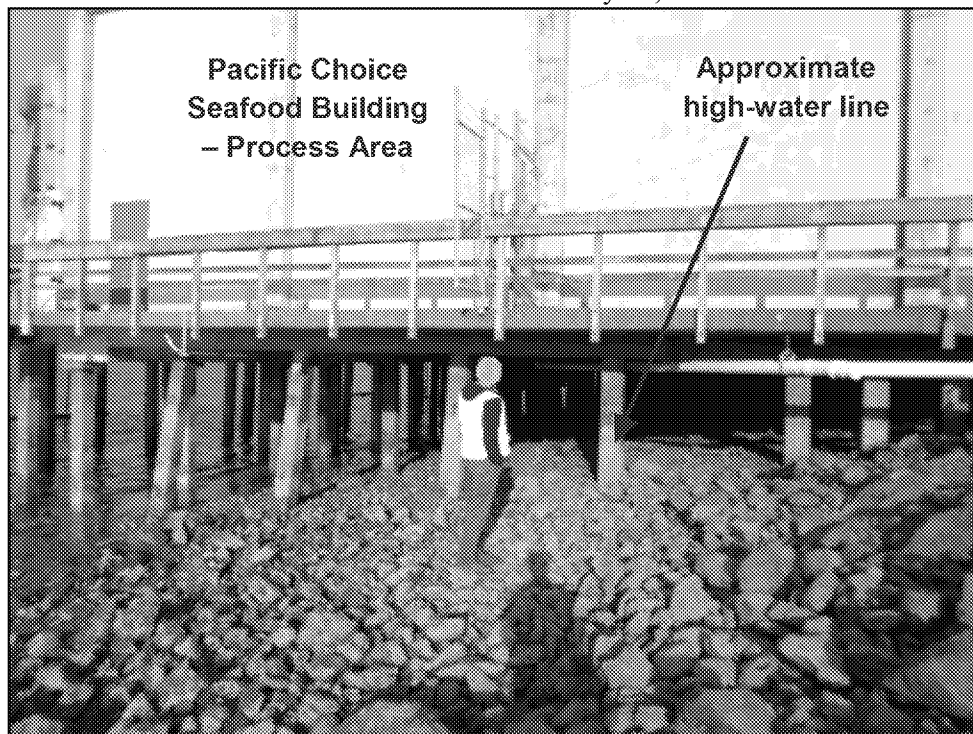 Pacific Choice
Seafood Building
– Process Area
Approximate
high-water line